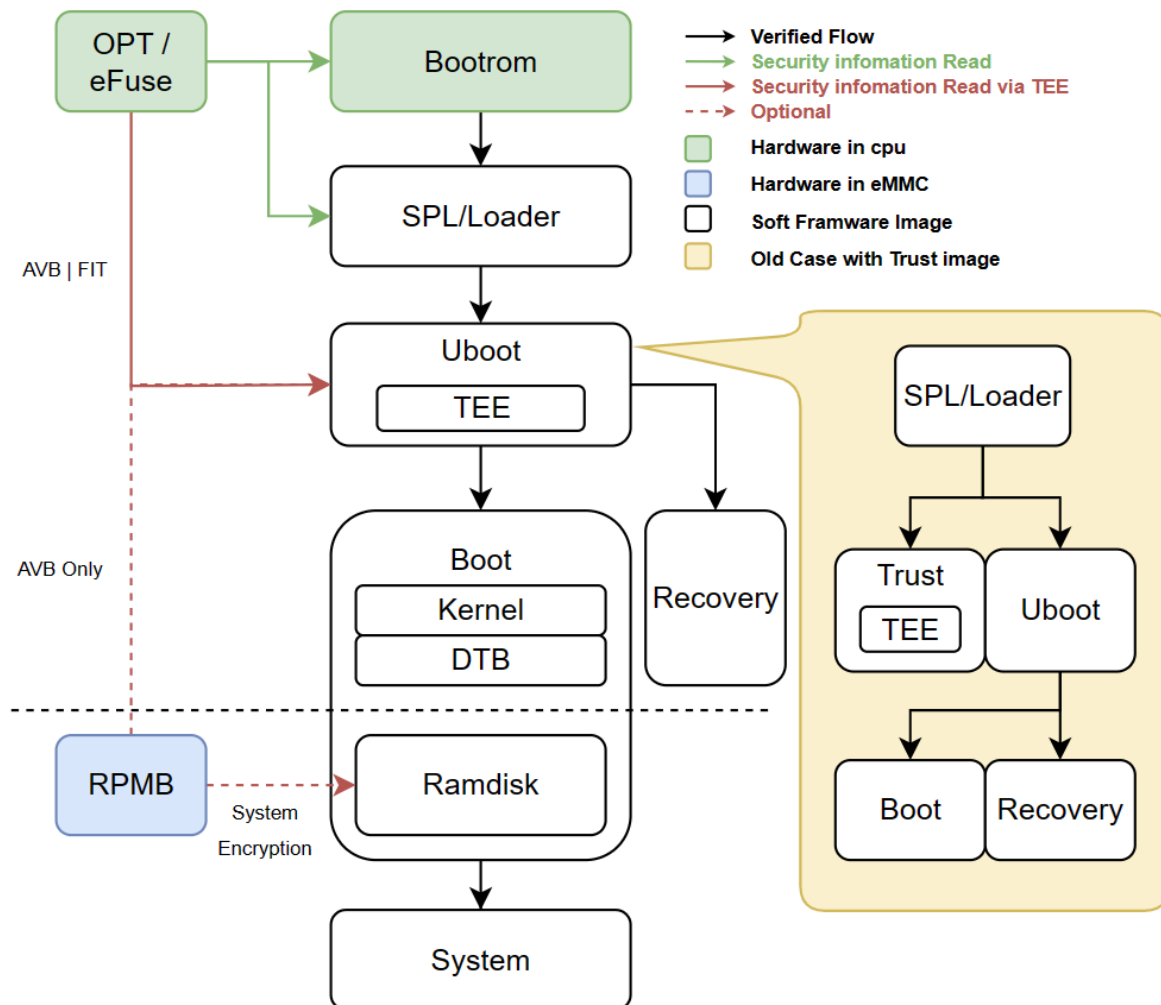 OPT /
eFuse
Bootrom
Verified Flow
Security infomation Read
Security infomation Read via TEE
Optional
Hardware in cpu
Hardware in eMMC
Soft Framware Image
Old Case with Trust image
SPL/Loader
AVB | FIT
Uboot
TEE
Boot
Kernel
DTB
Recovery
AVB Only
RPMB
System
Encryption
Ramdisk
System
SPL/Loader
Trust
TEE
Uboot
Boot
Recovery